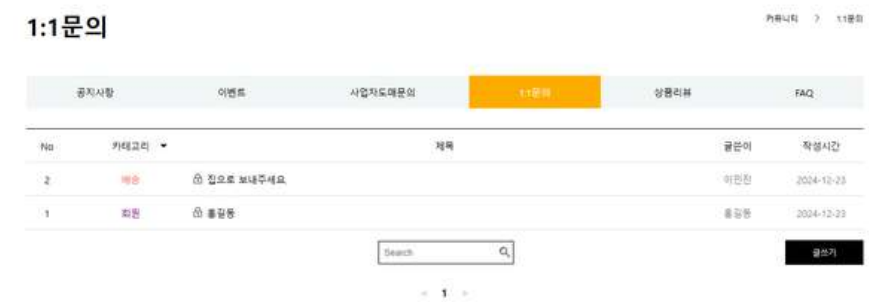 1:1문의
커뮤니티 > 1:1문의
공지사항 이벤트 사업자도매문의 1:1문의 상품리뷰 FAQ
No 카테고리 제목 글쓴이 작성시간
2 배송 집으로 보내주세요 이민진 2024-12-23
1 회원 홍길동 홍길동 2024-12-23
Search
글쓰기
« 1 »